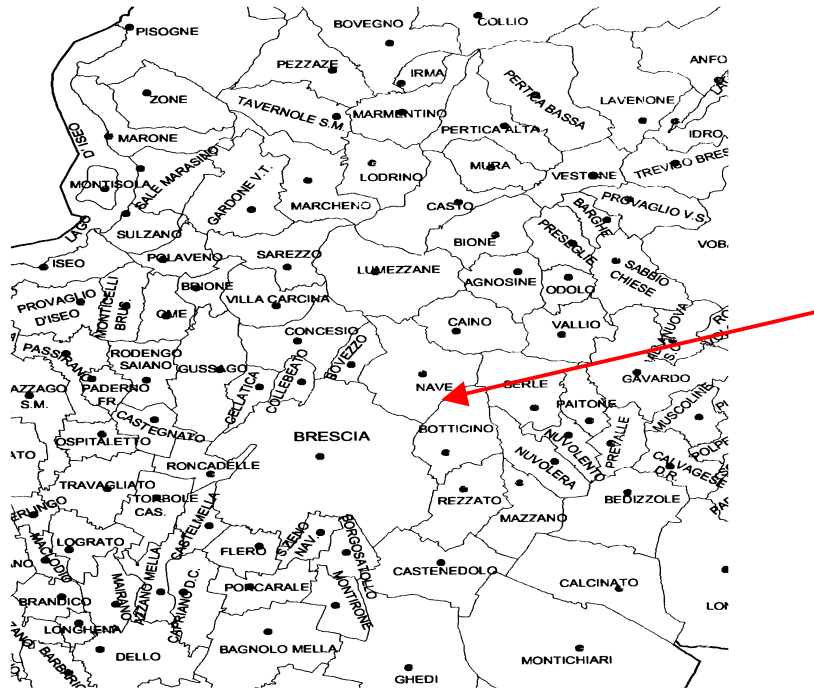 PISOGNE
BOVEGNO
COLLIO
PEZZAZE
IRMA
ANFO
ZONE
PERTICA BASSA
TAVERNOLE S.M.
MARMENTINO
LAVENONE
MARONE
PERTICA ALTA
IDRO
D'ISEO
SALE MARASINO
LODRINO
MURA
VESTONE
TREVISO BRES
MONTISOLA
GARDONE V.T.
MARCHENO
CASTO
BARGHE
PROVAGLIO V.S.
LAGO
SULZANO
BIONE
PRESEGLIE
VOBA
ISEO
POLAVENO
SAREZZO
LUMEZZANE
AGNOSINE
ODOLO
SABBIO
CHIESE
BRIONE
PROVAGLIO
D'ISEO
MONTICELLI
BRUS.
OME
VILLA CARCINA
CAINO
VALLIO
CONCESIO
PASSIRANO
RODENGO
SAIANO
GUSSAGO
CELLATICA
COLLEBEATO
BOVEZZO
NAVE
SERLE
GAVARDO
AZZAGO
S.M.
PADERNO
FR.
PAITONE
MUSCOLINE
CASTEGNATO
BRESCIA
BOTTICINO
NUVOLENTO
PREVALLE
OSPITALETTO
NUVOLERA
CALVAGESE
D.R.
RONCADELLE
TRAVAGLIATO
REZZATO
BEDIZZOLE
TORBOLE
CAS.
MAZZANO
CASTELMELLA
LOGRATO
MACLODIO
FLERO
S.ZENO
NAV.
BORGOSATOLLO
CASTENEDOLO
CALCINATO
BRANDICO
MAIRANO
AZZANO MELLA
CAPRIANO D.C.
PONCARALE
MONTIRONE
LONGHENA
DELLO
BAGNOLO MELLA
GHEDI
MONTICHIARI